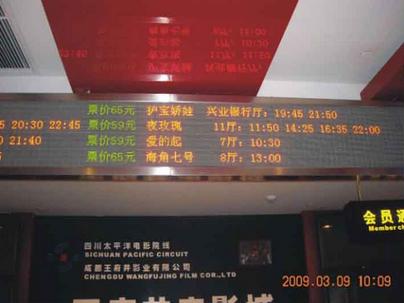 票价65元 护宝娇娃 兴业银行厅：19:45 21:50
5 20:30 22:45 票价59元 夜玫瑰 11厅：11:50 14:25 16:35 22:00
0 21:40 票价59元 爱的起 7厅：10:30
5 票价65元 海角七号 8厅：13:00
会员通
Member ch
四川太平洋电影院线
SICHUAN PACIFIC CIRCUIT
成都王府井影业有限公司
CHENGDU WANGFUJING FILM CO.,LTD
2009.03.09 10:09